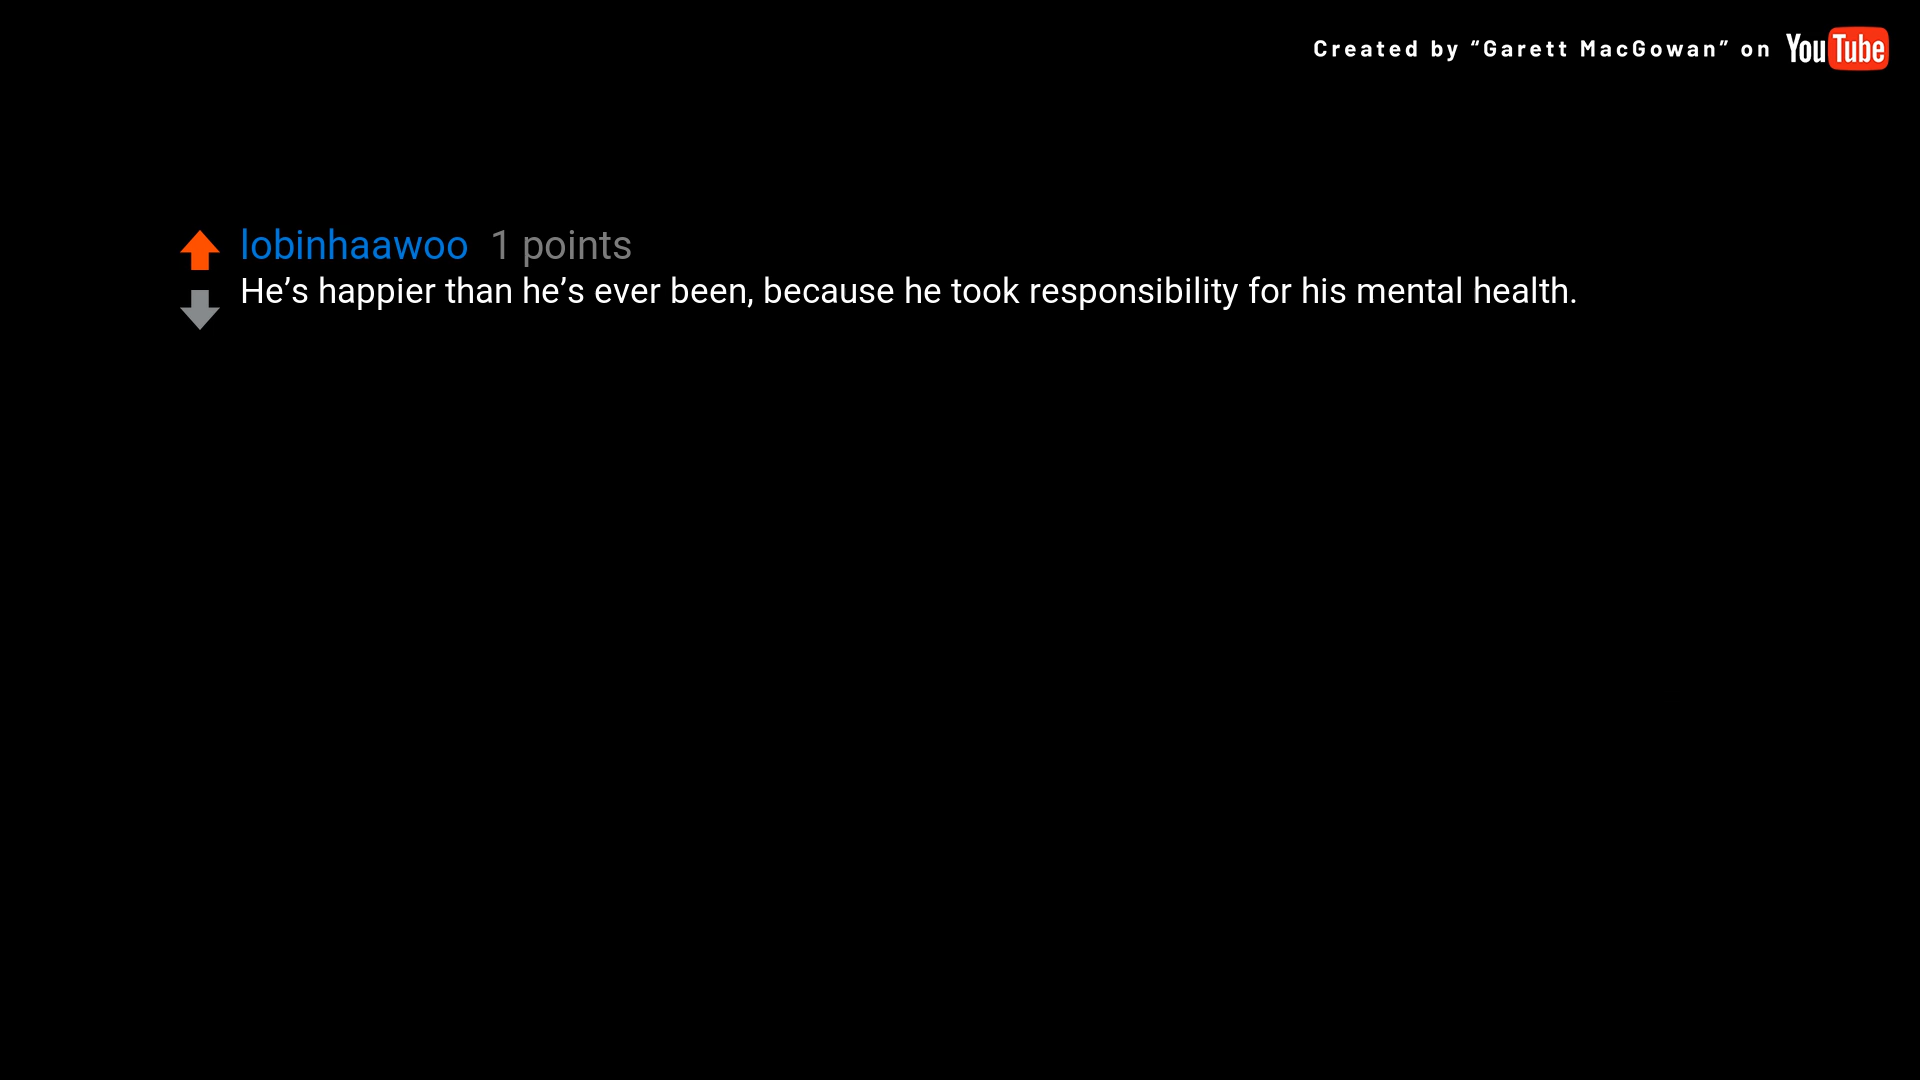 Created by “Garett MacGowan” on YouTube
lobinhaawoo 1 points
He’s happier than he’s ever been, because he took responsibility for his mental health.